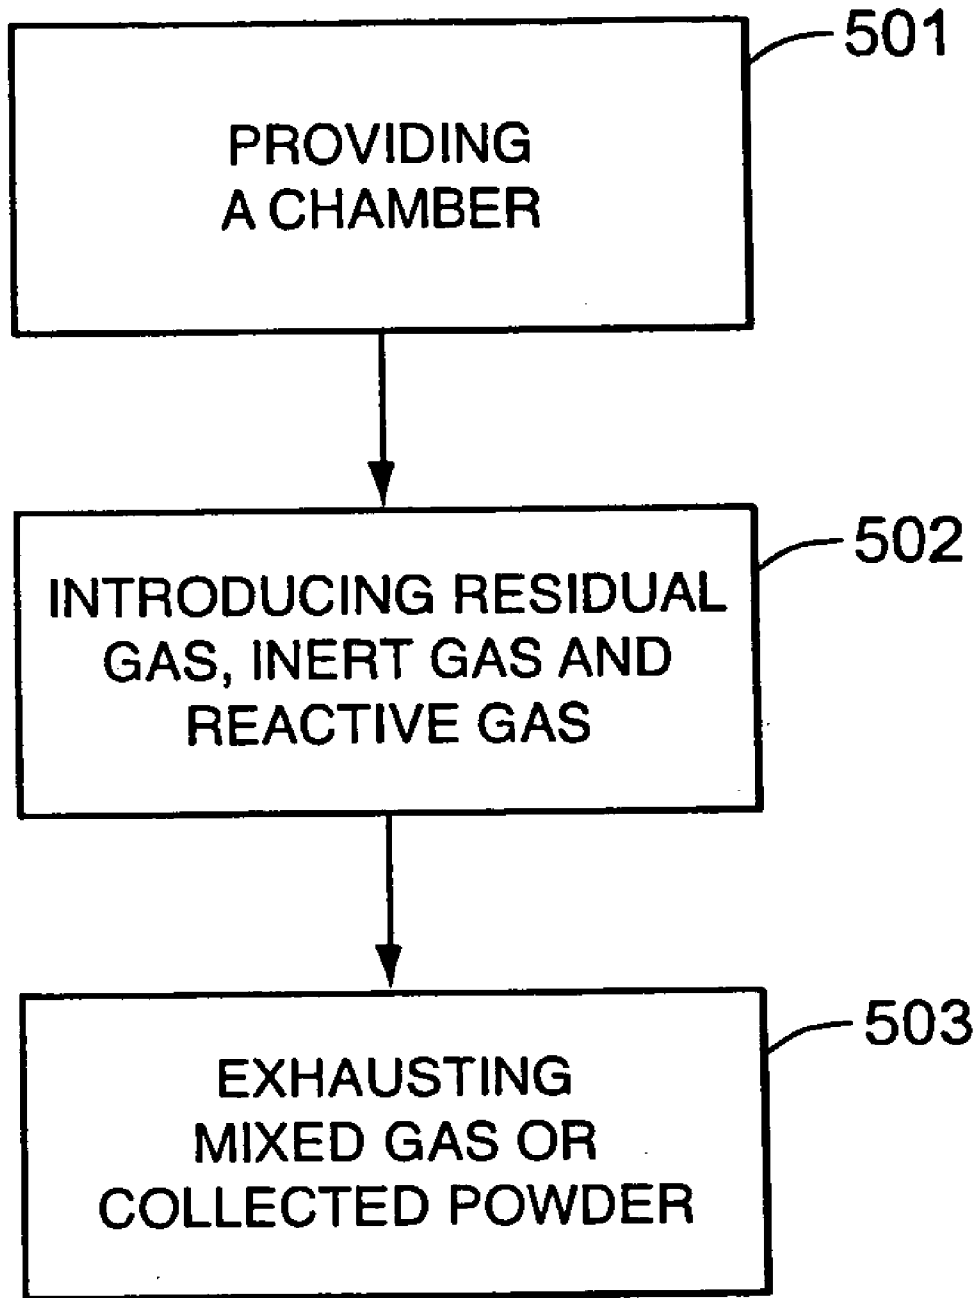 501
PROVIDING
A CHAMBER
502
INTRODUCING RESIDUAL
GAS, INERT GAS AND
REACTIVE GAS
503
EXHAUSTING
MIXED GAS OR
COLLECTED POWDER